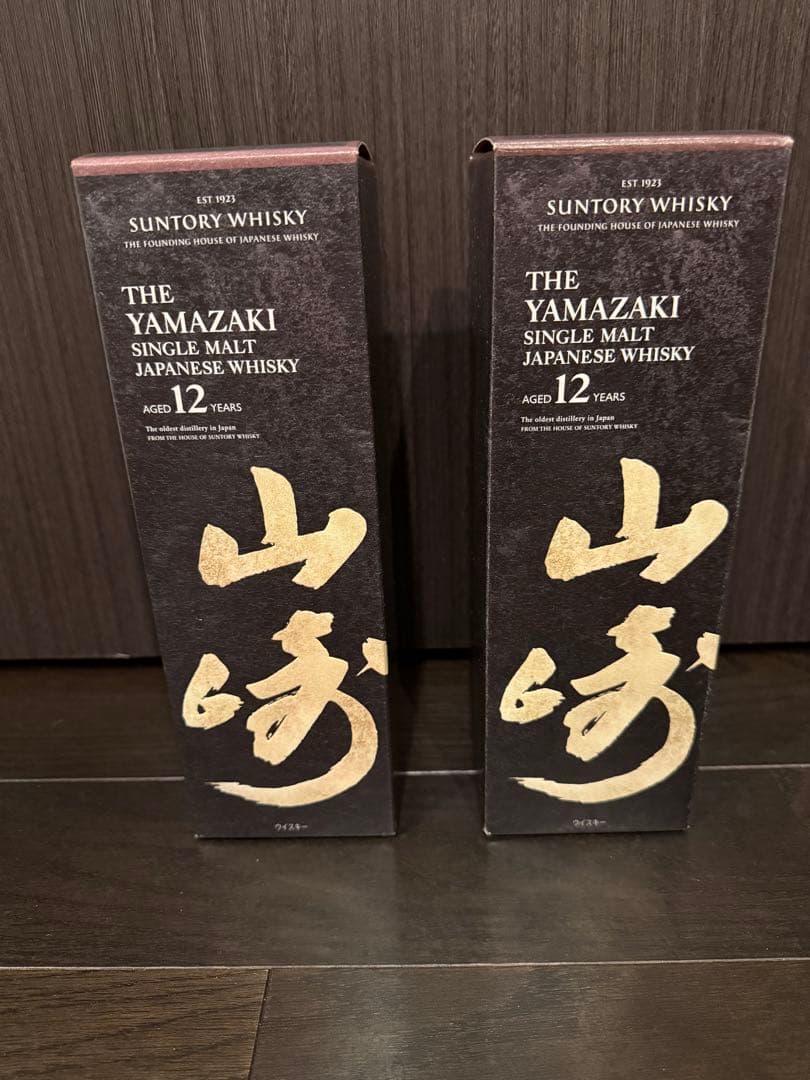 EST 1923
SUNTORY WHISKY
THE FOUNDING HOUSE OF JAPANESE WHISKY
THE
YAMAZAKI
SINGLE MALT
JAPANESE WHISKY
AGED 12 YEARS
The oldest distillery in Japan
FROM THE HOUSE OF SUNTORY WHISKY
山
崎
ウイスキー
EST 1923
SUNTORY WHISKY
THE FOUNDING HOUSE OF JAPANESE WHISKY
THE
YAMAZAKI
SINGLE MALT
JAPANESE WHISKY
AGED 12 YEARS
The oldest distillery in Japan
FROM THE HOUSE OF SUNTORY WHISKY
山
崎
ウイスキー